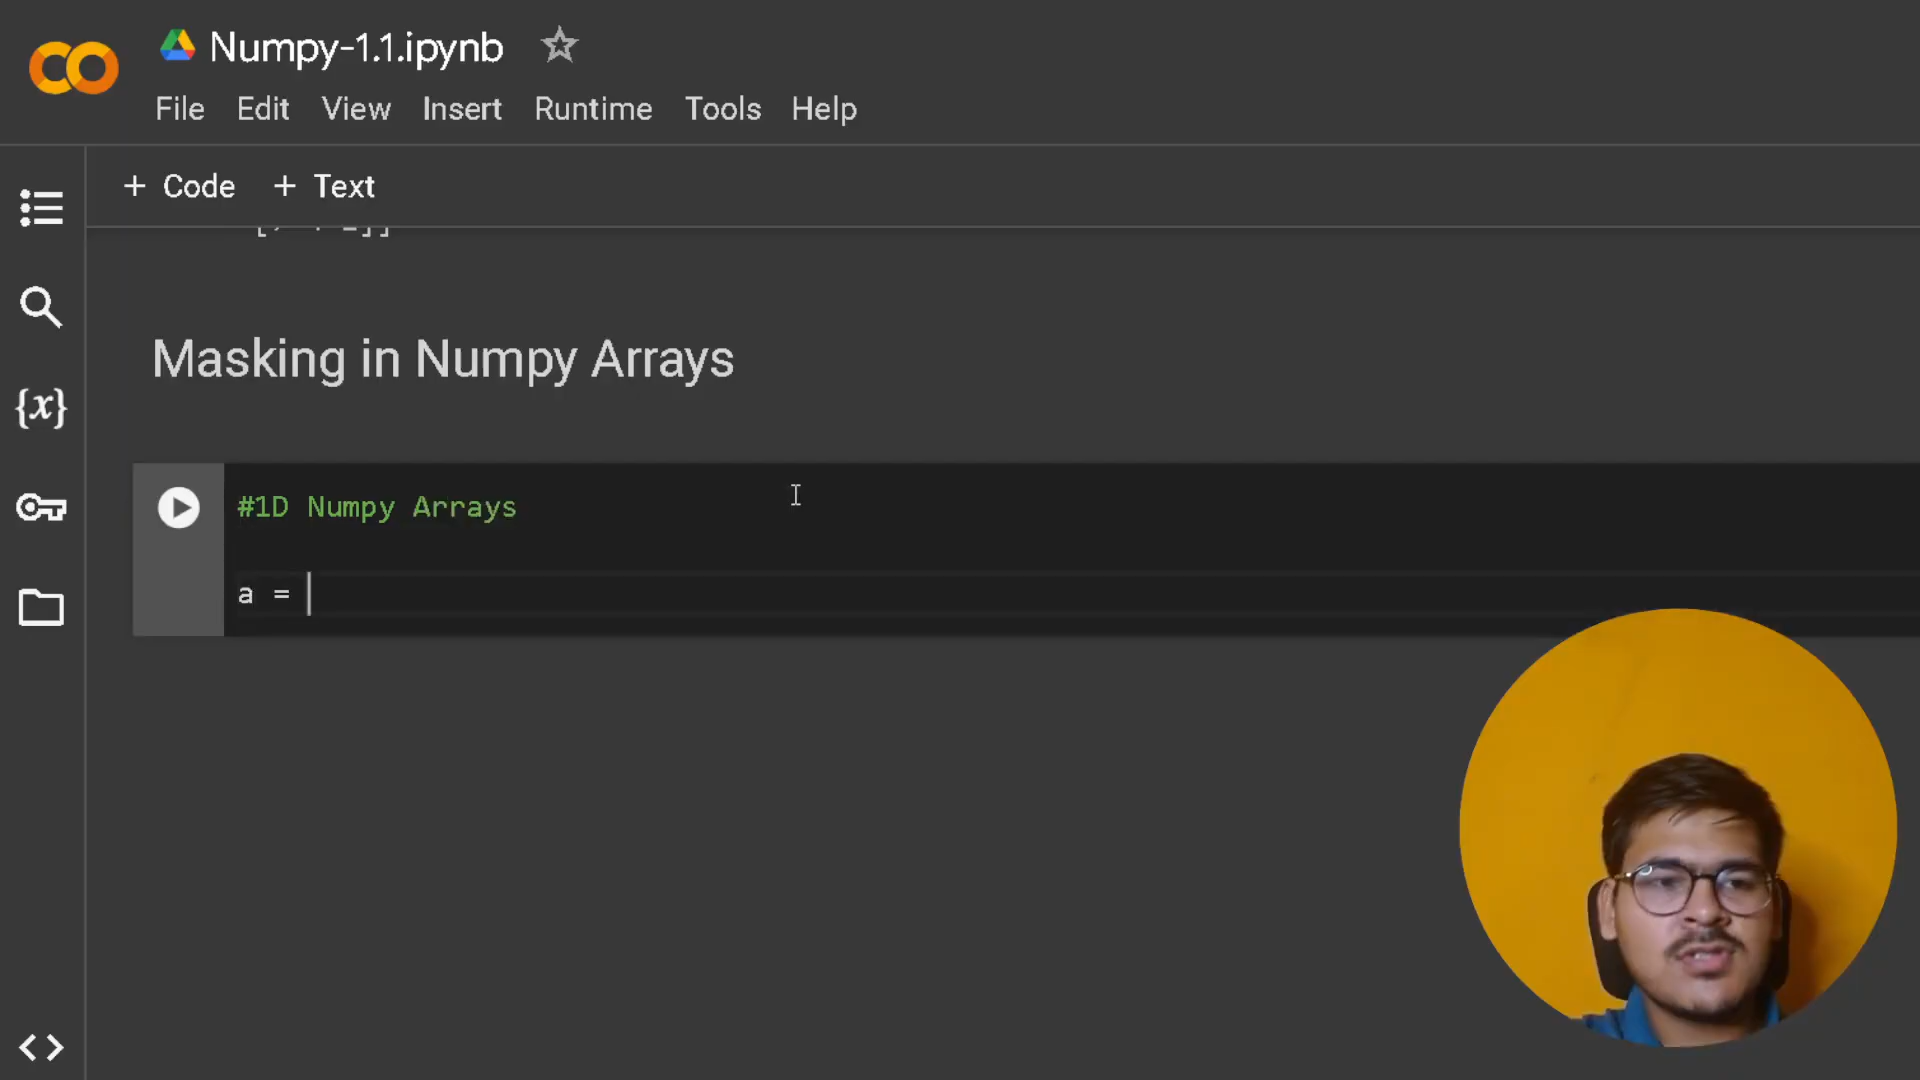 Numpy-1.1.ipynb
File Edit View Insert Runtime Tools Help
+ Code + Text
Masking in Numpy Arrays
{x}
#1D Numpy Arrays
a =